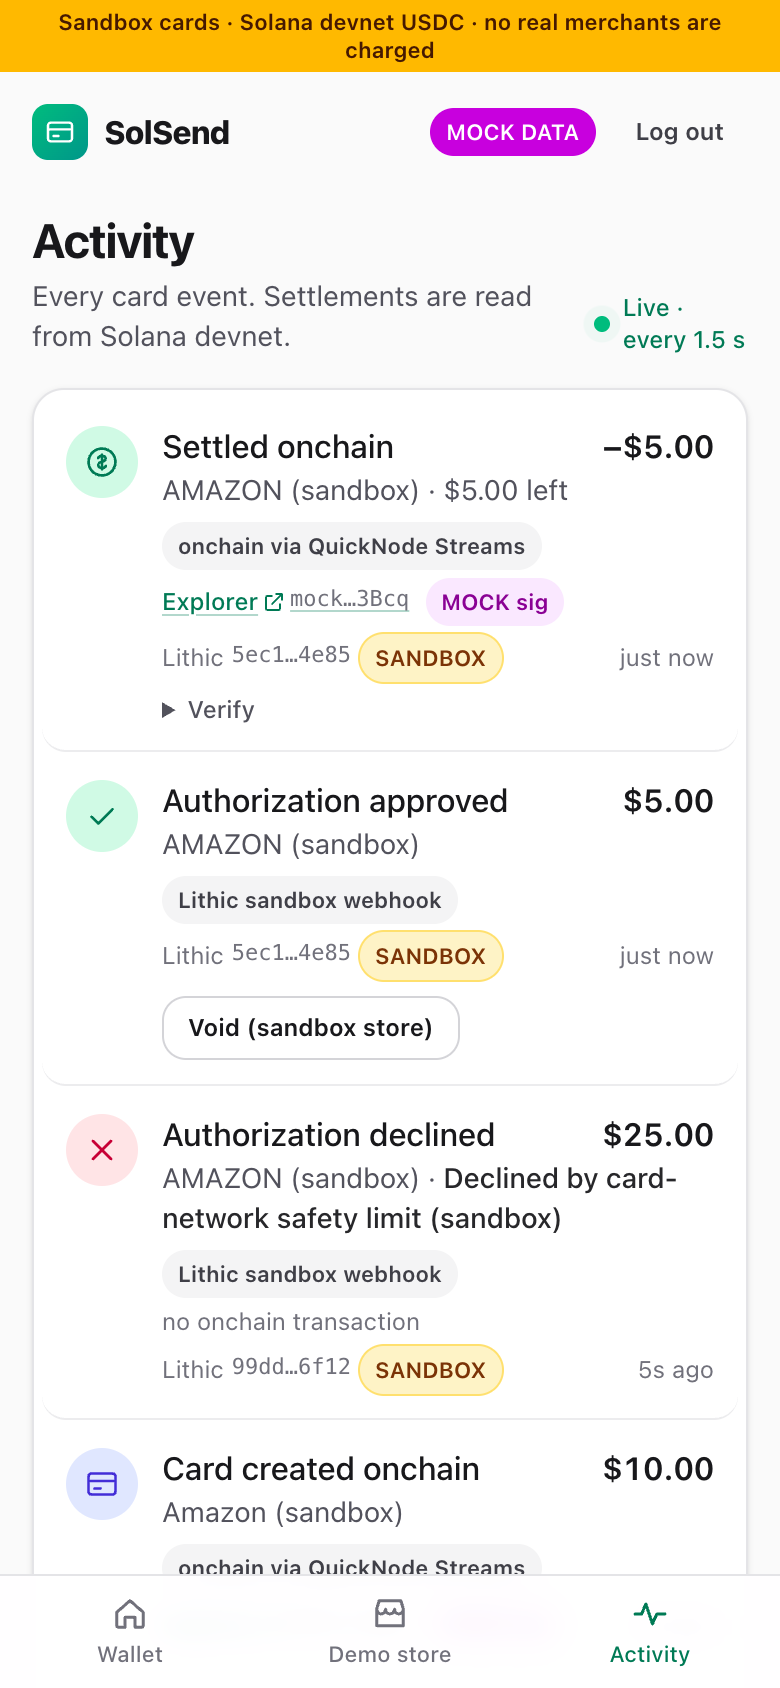 Sandbox cards · Solana devnet USDC · no real merchants are
charged
SolSend
MOCK DATA
Log out
Activity
Every card event. Settlements are read
from Solana devnet.
Live ·
every 1.5 s
Settled onchain
−$5.00
AMAZON (sandbox) · $5.00 left
onchain via QuickNode Streams
Explorer mock…3Bcq MOCK sig
Lithic 5ec1…4e85 SANDBOX just now
Verify
Authorization approved
$5.00
AMAZON (sandbox)
Lithic sandbox webhook
Lithic 5ec1…4e85 SANDBOX just now
Void (sandbox store)
Authorization declined
$25.00
AMAZON (sandbox) · Declined by card-
network safety limit (sandbox)
Lithic sandbox webhook
no onchain transaction
Lithic 99dd…6f12 SANDBOX 5s ago
Card created onchain
$10.00
Amazon (sandbox)
onchain via QuickNode Streams
Wallet
Demo store
Activity